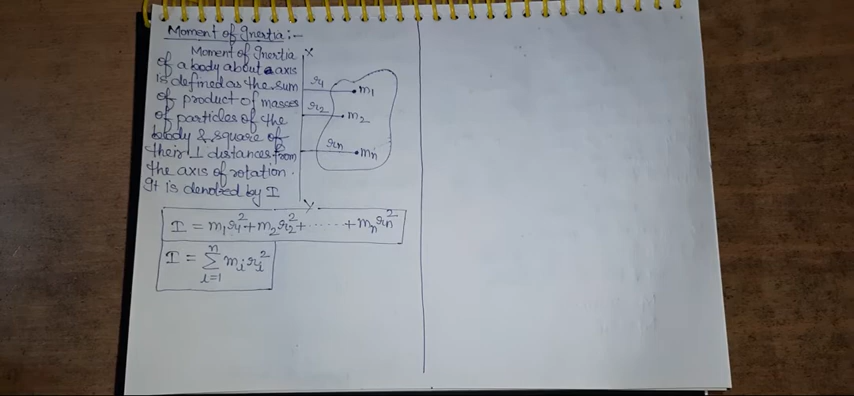 Moment of Inertia :-
Moment of Inertia
of a body about a axis
is defined as the sum
of product of masses
of particles of the
body & square of
their ⊥ distances from
the axis of rotation.
It is denoted by I
X
r1 m1
r2 m2
rn mn
Y
I = m₁r₁² + m₂r₂² + ...... + mₙrₙ²
I = Σ mᵢrᵢ²
n
i=1